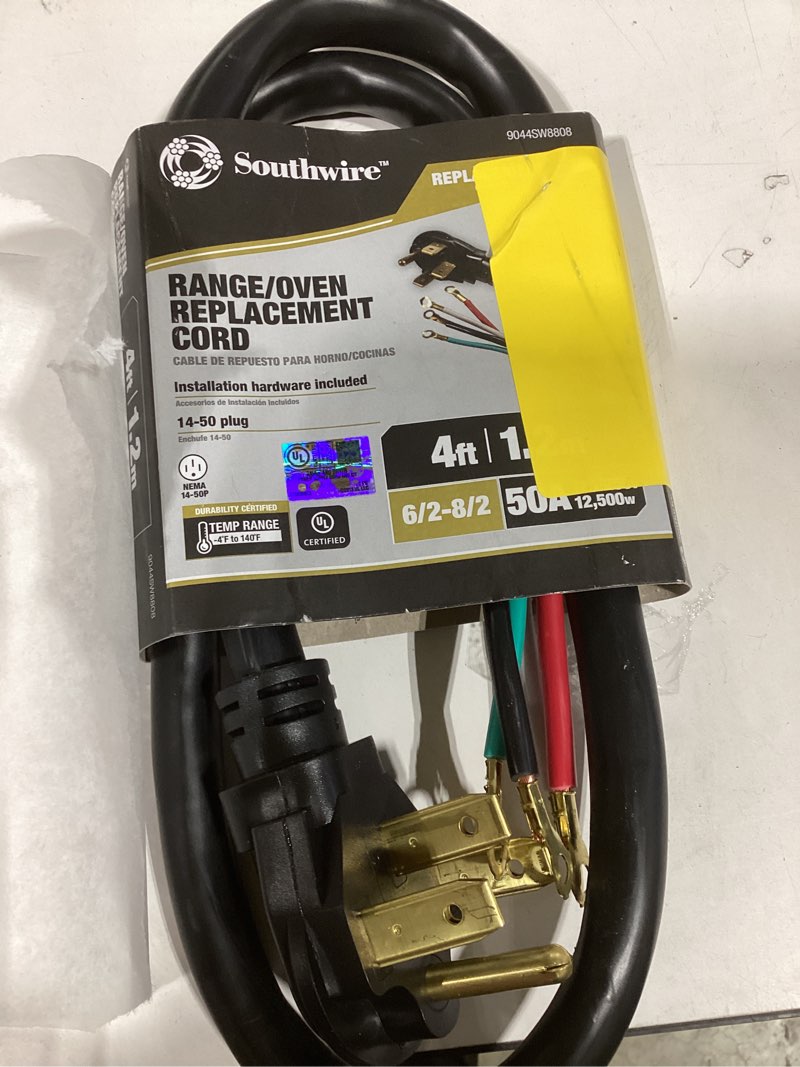 9044SW8808
Southwire™
RANGE/OVEN
REPLACEMENT
CORD
CABLE DE REPUESTO PARA HORNO/COCINAS
Installation hardware included
Accesorios de Instalación Incluidos
14-50 plug
Enchufe 14-50
UL
NEMA
14-50P
DURABILITY CERTIFIED
TEMP RANGE
-4°F to 140°F
UL
CERTIFIED
4ft | 1.
6/2-8/2
50A
12,500w
4ft | 1.2m
9044SW8808